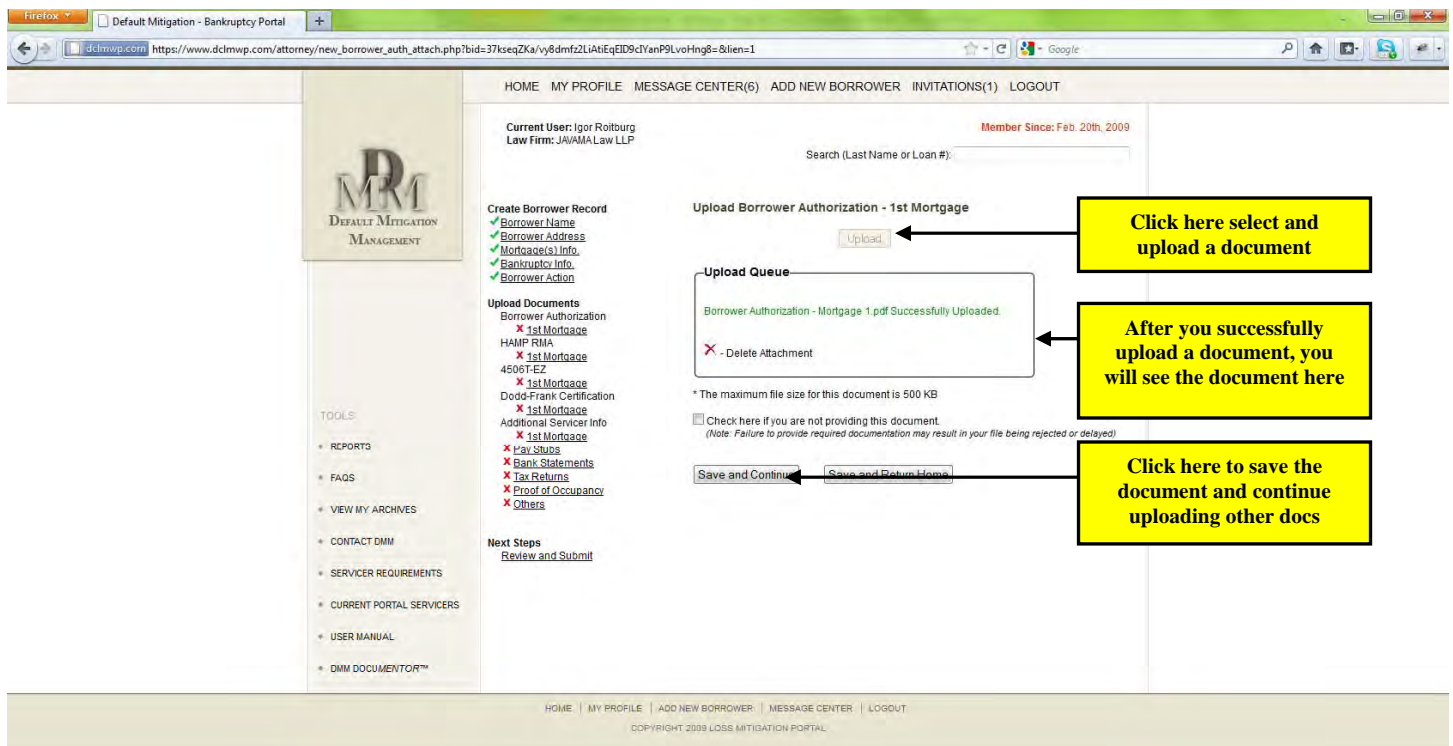 Firefox
Default Mitigation - Bankruptcy Portal
dclmwp.com https://www.dclmwp.com/attorney/new_borrower_auth_attach.php?bid=37kseqZKa/vy8dmfz2LiAtiEqEID9cIYanP9LvoHng8=&lien=1
Google
HOME MY PROFILE MESSAGE CENTER(6) ADD NEW BORROWER INVITATIONS(1) LOGOUT
Current User: Igor Roitburg
Law Firm: JAVAMA Law LLP
Member Since: Feb. 20th, 2009
Search (Last Name or Loan #):
DMM
DEFAULT MITIGATION
MANAGEMENT
Create Borrower Record
Borrower Name
Borrower Address
Mortgage(s) Info.
Bankruptcy Info.
Borrower Action
Upload Documents
Borrower Authorization
X 1st Mortgage
HAMP RMA
X 1st Mortgage
4506T-EZ
X 1st Mortgage
Dodd-Frank Certification
X 1st Mortgage
Additional Servicer Info
X 1st Mortgage
X Pay Stubs
X Bank Statements
X Tax Returns
X Proof of Occupancy
X Others
Next Steps
Review and Submit
Upload Borrower Authorization - 1st Mortgage
Upload
Upload Queue
Borrower Authorization - Mortgage 1.pdf Successfully Uploaded.
X - Delete Attachment
* The maximum file size for this document is 500 KB
Check here if you are not providing this document.
(Note: Failure to provide required documentation may result in your file being rejected or delayed)
Save and Continue Save and Return Home
Click here select and
upload a document
After you successfully
upload a document, you
will see the document here
Click here to save the
document and continue
uploading other docs
TOOLS
REPORTS
FAQS
VIEW MY ARCHIVES
CONTACT DMM
SERVICER REQUIREMENTS
CURRENT PORTAL SERVICERS
USER MANUAL
DMM DOCUMENTOR™
HOME | MY PROFILE | ADD NEW BORROWER | MESSAGE CENTER | LOGOUT
COPYRIGHT 2009 LOSS MITIGATION PORTAL